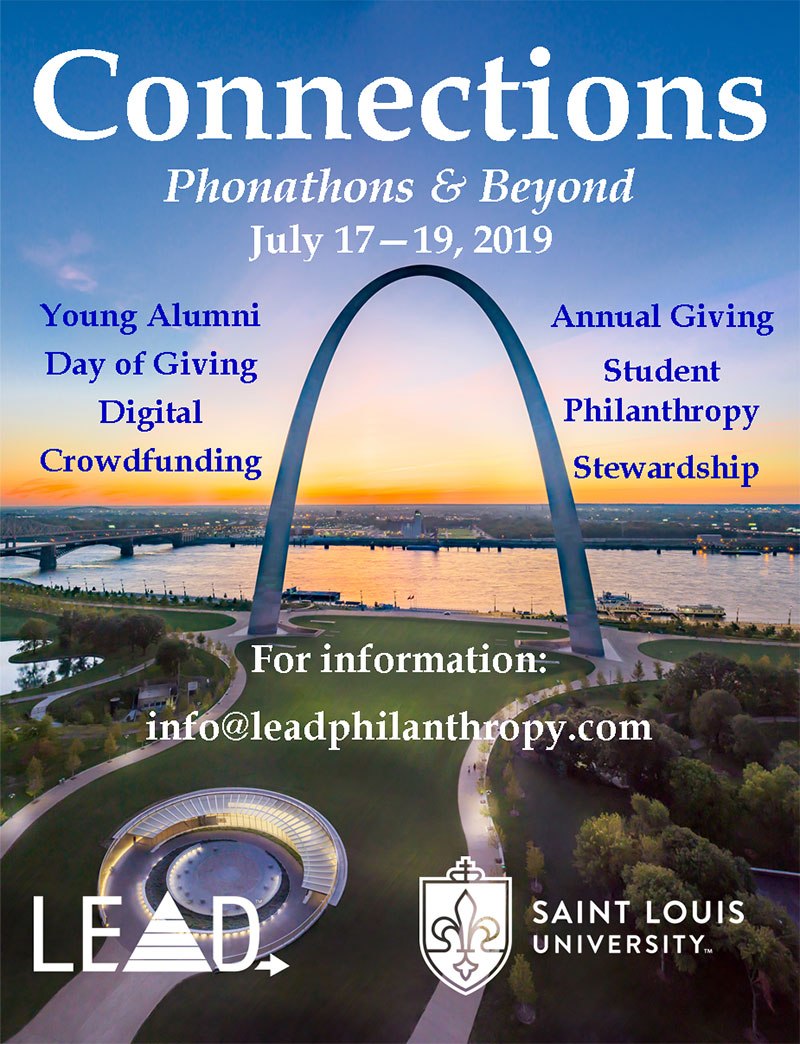 Connections
Phonathons & Beyond
July 17—19, 2019
Young Alumni
Day of Giving
Digital
Crowdfunding
Annual Giving
Student
Philanthropy
Stewardship
For information:
info@leadphilanthropy.com
LEAD™
SAINT LOUIS
UNIVERSITY™